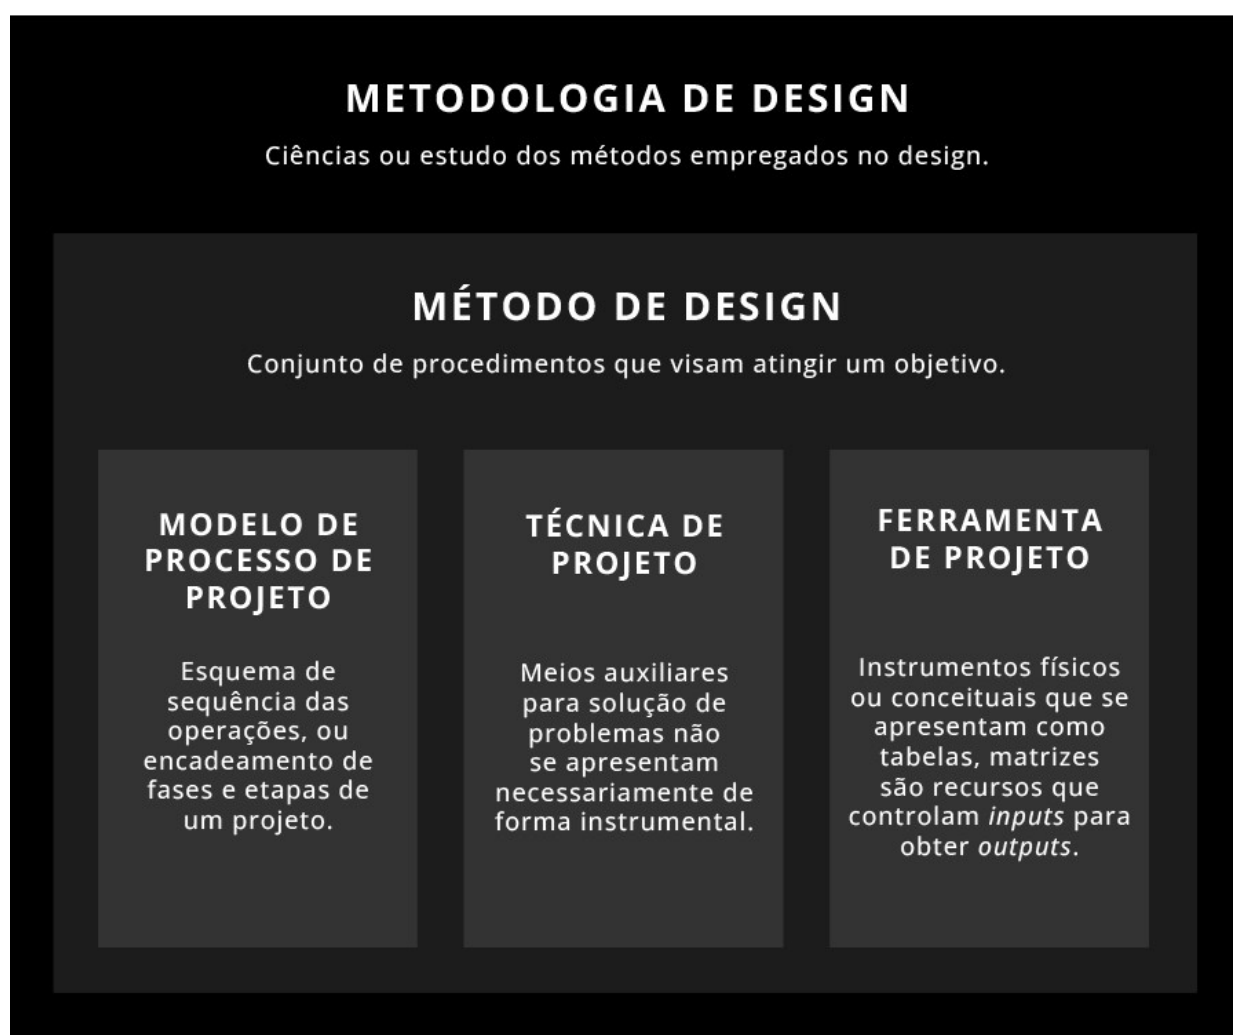 METODOLOGIA DE DESIGN
Ciências ou estudo dos métodos empregados no design.
MÉTODO DE DESIGN
Conjunto de procedimentos que visam atingir um objetivo.
MODELO DE
PROCESSO DE
PROJETO
Esquema de
sequência das
operações, ou
encadeamento de
fases e etapas de
um projeto.
TÉCNICA DE
PROJETO
Meios auxiliares
para solução de
problemas não
se apresentam
necessariamente de
forma instrumental.
FERRAMENTA
DE PROJETO
Instrumentos físicos
ou conceituais que se
apresentam como
tabelas, matrizes
são recursos que
controlam inputs para
obter outputs.